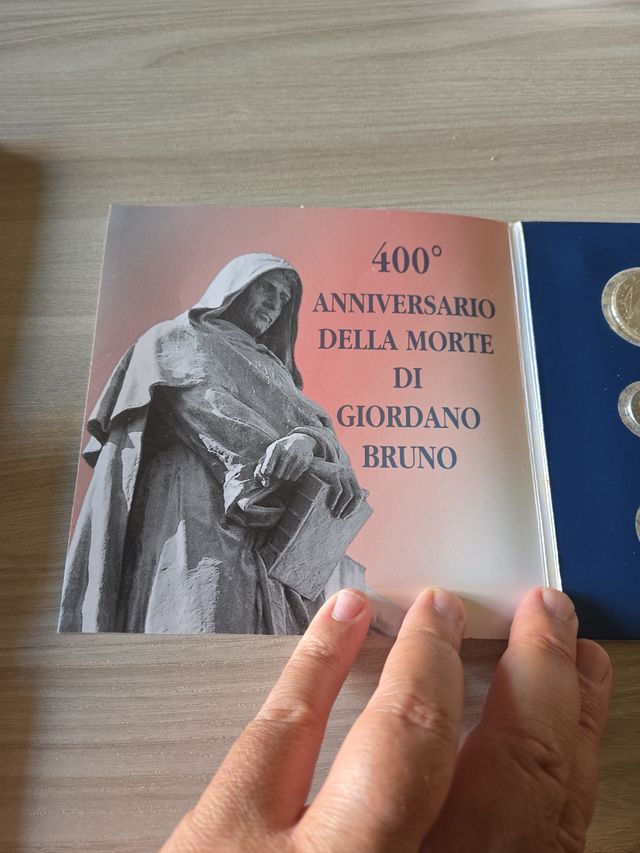 400°
ANNIVERSARIO
DELLA MORTE
DI
GIORDANO
BRUNO